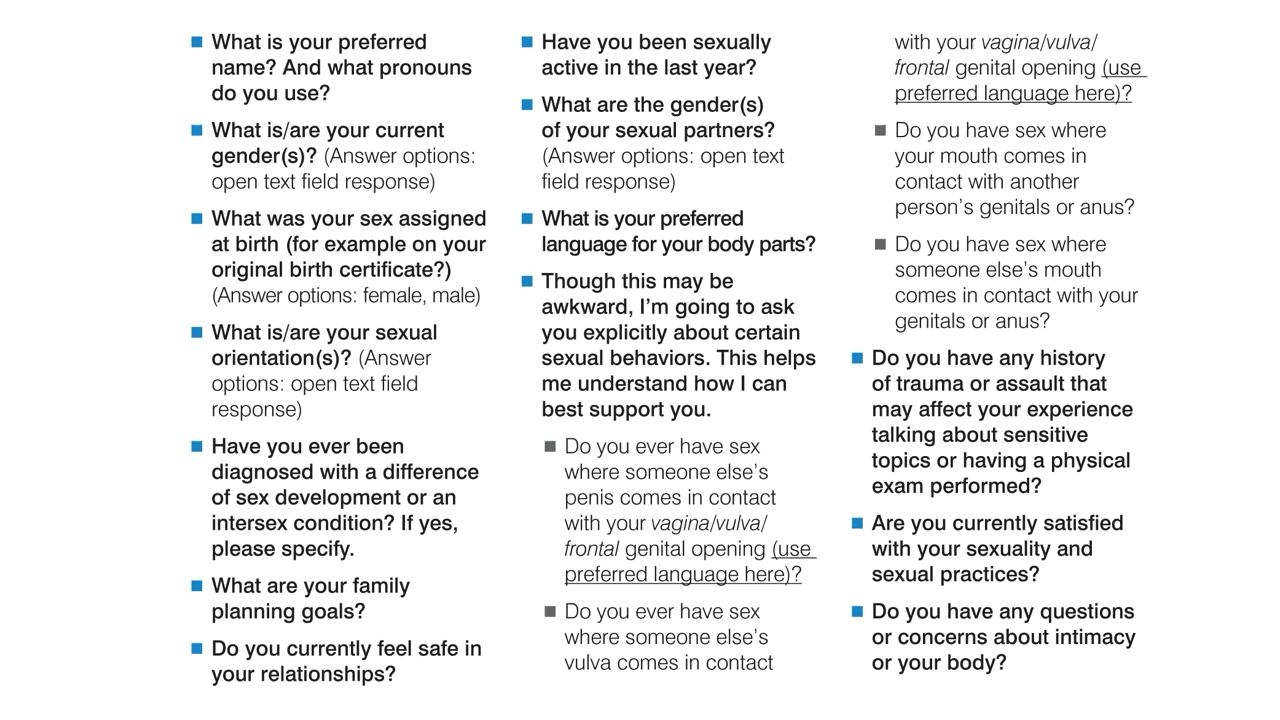 What is your preferred
name? And what pronouns
do you use?
What is/are your current
gender(s)? (Answer options:
open text field response)
What was your sex assigned
at birth (for example on your
original birth certificate?)
(Answer options: female, male)
What is/are your sexual
orientation(s)? (Answer
options: open text field
response)
Have you ever been
diagnosed with a difference
of sex development or an
intersex condition? If yes,
please specify.
What are your family
planning goals?
Do you currently feel safe in
your relationships?
Have you been sexually
active in the last year?
What are the gender(s)
of your sexual partners?
(Answer options: open text
field response)
What is your preferred
language for your body parts?
Though this may be
awkward, I’m going to ask
you explicitly about certain
sexual behaviors. This helps
me understand how I can
best support you.
Do you ever have sex
where someone else’s
penis comes in contact
with your vagina/vulva/
frontal genital opening (use
preferred language here)?
Do you ever have sex
where someone else’s
vulva comes in contact
with your vagina/vulva/
frontal genital opening (use
preferred language here)?
Do you have sex where
your mouth comes in
contact with another
person’s genitals or anus?
Do you have sex where
someone else’s mouth
comes in contact with your
genitals or anus?
Do you have any history
of trauma or assault that
may affect your experience
talking about sensitive
topics or having a physical
exam performed?
Are you currently satisfied
with your sexuality and
sexual practices?
Do you have any questions
or concerns about intimacy
or your body?